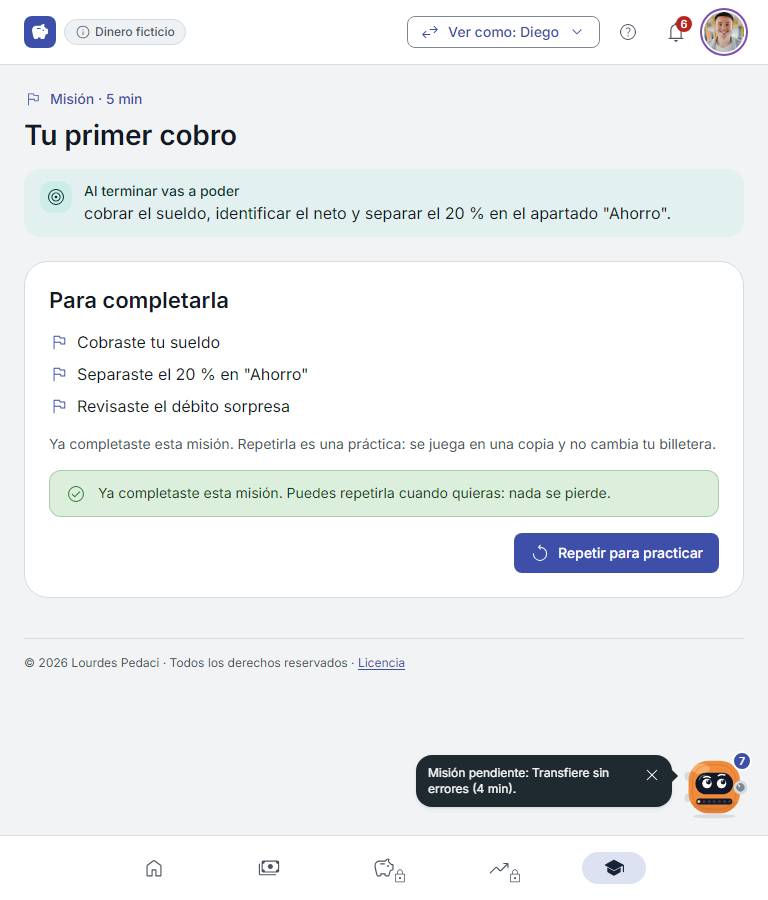 Dinero ficticio
Ver como: Diego
6
Misión · 5 min
Tu primer cobro
Al terminar vas a poder
cobrar el sueldo, identificar el neto y separar el 20 % en el apartado "Ahorro".
Para completarla
Cobraste tu sueldo
Separaste el 20 % en "Ahorro"
Revisaste el débito sorpresa
Ya completaste esta misión. Repetirla es una práctica: se juega en una copia y no cambia tu billetera.
Ya completaste esta misión. Puedes repetirla cuando quieras: nada se pierde.
Repetir para practicar
© 2026 Lourdes Pedaci · Todos los derechos reservados · Licencia
Misión pendiente: Transfiere sin
errores (4 min).
7